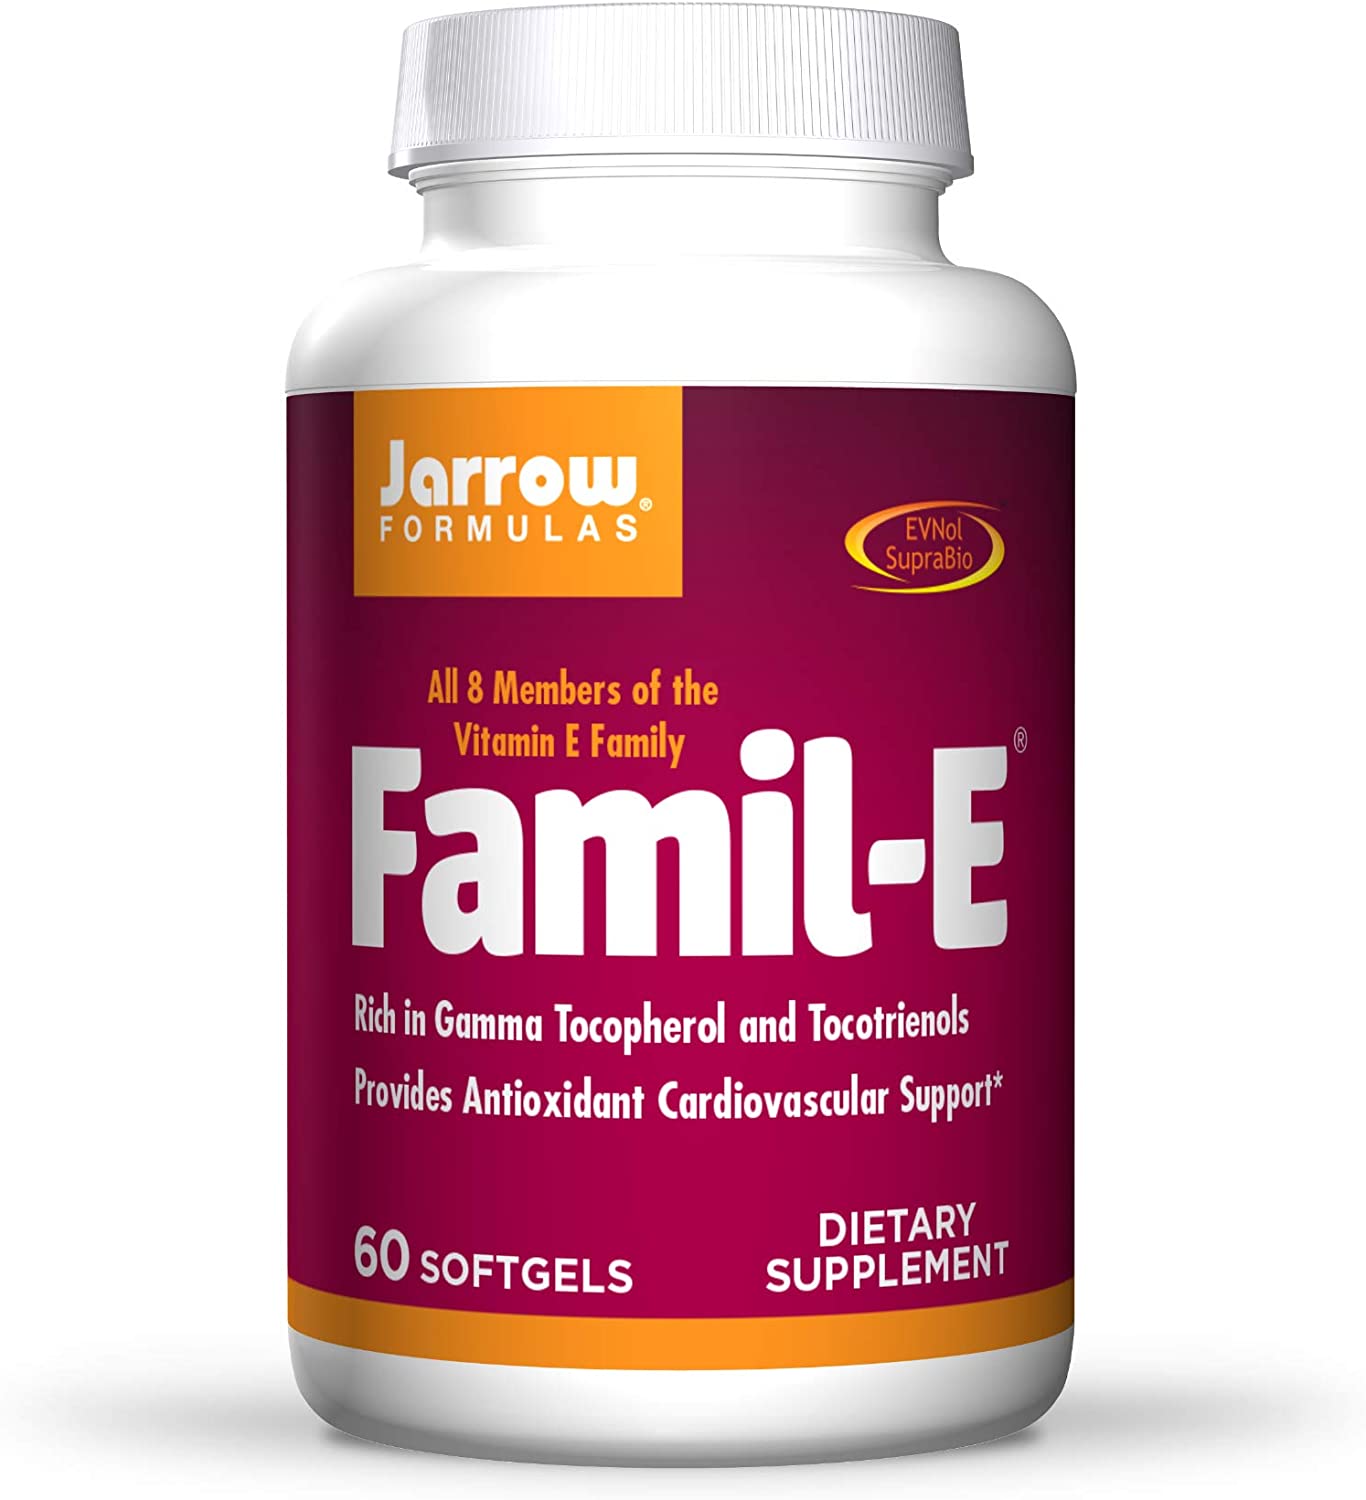 Jarrow®
FORMULAS
EVNol
SupraBio
All 8 Members of the
Vitamin E Family
Famil-E®
Rich in Gamma Tocopherol and Tocotrienols
Provides Antioxidant Cardiovascular Support*
60 SOFTGELS
DIETARY
SUPPLEMENT